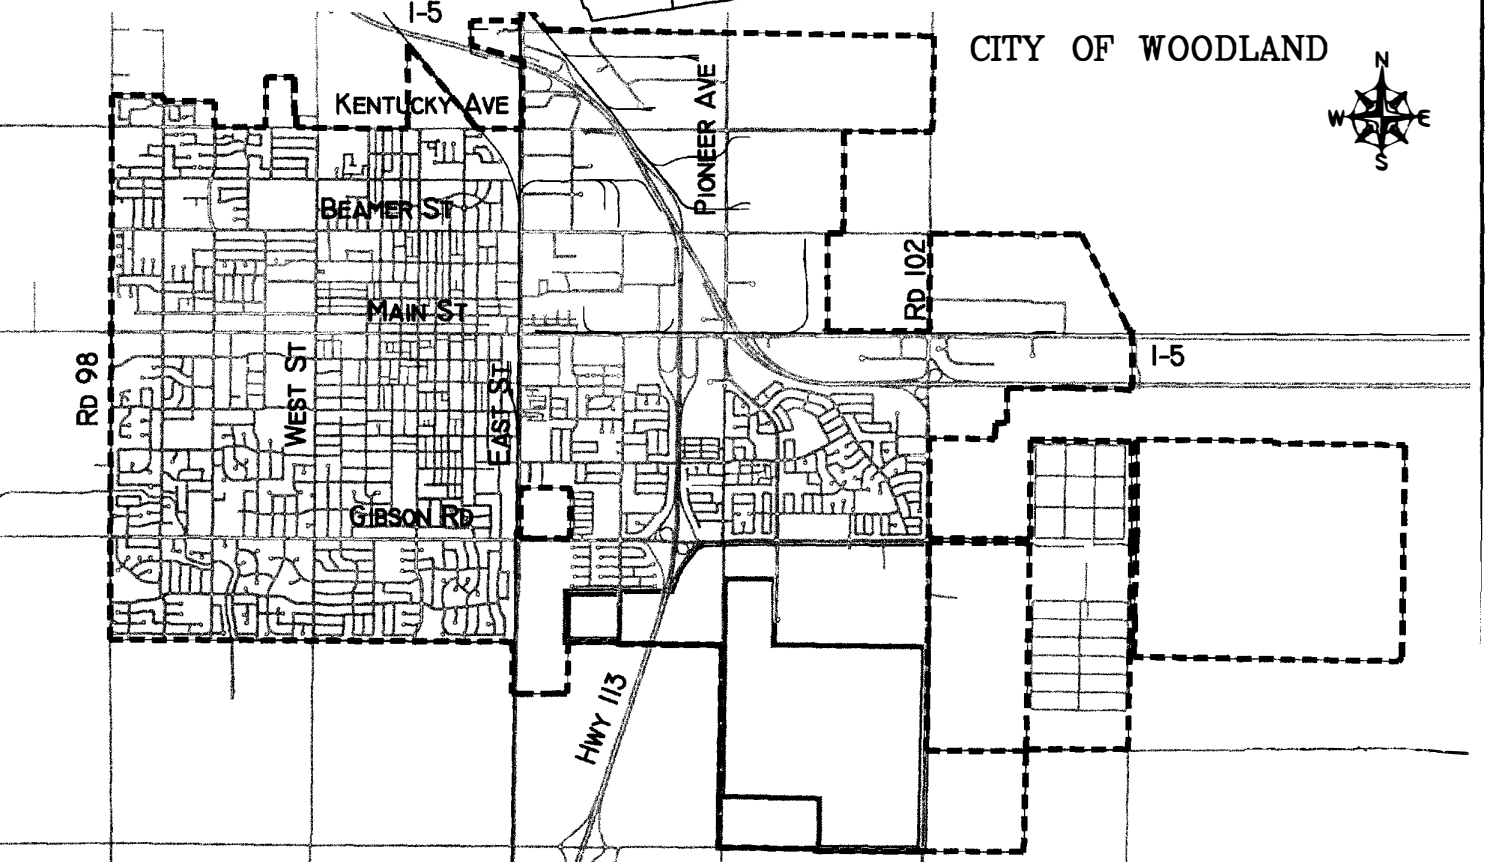 I-5
CITY OF WOODLAND
N
W E
S
KENTUCKY AVE
PIONEER AVE
BEAMER ST
RD 102
MAIN ST
I-5
RD 98
WEST ST
EAST ST
GIBSON RD
HWY 113